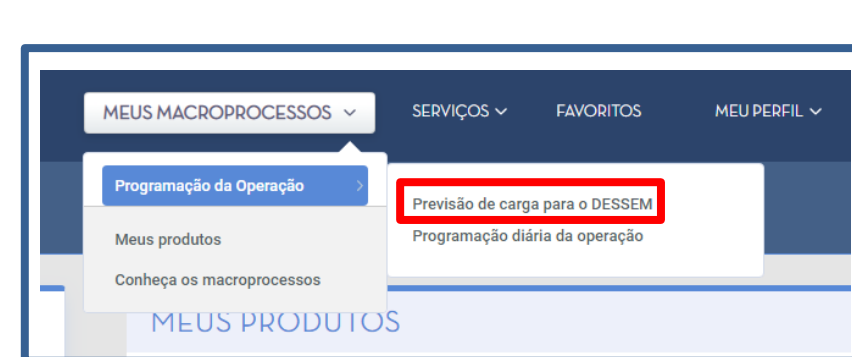 MEUS MACROPROCESSOS SERVIÇOS FAVORITOS MEU PERFIL
Programação da Operação
Previsão de carga para o DESSEM
Meus produtos
Programação diária da operação
Conheça os macroprocessos
MEUS PRODUTOS